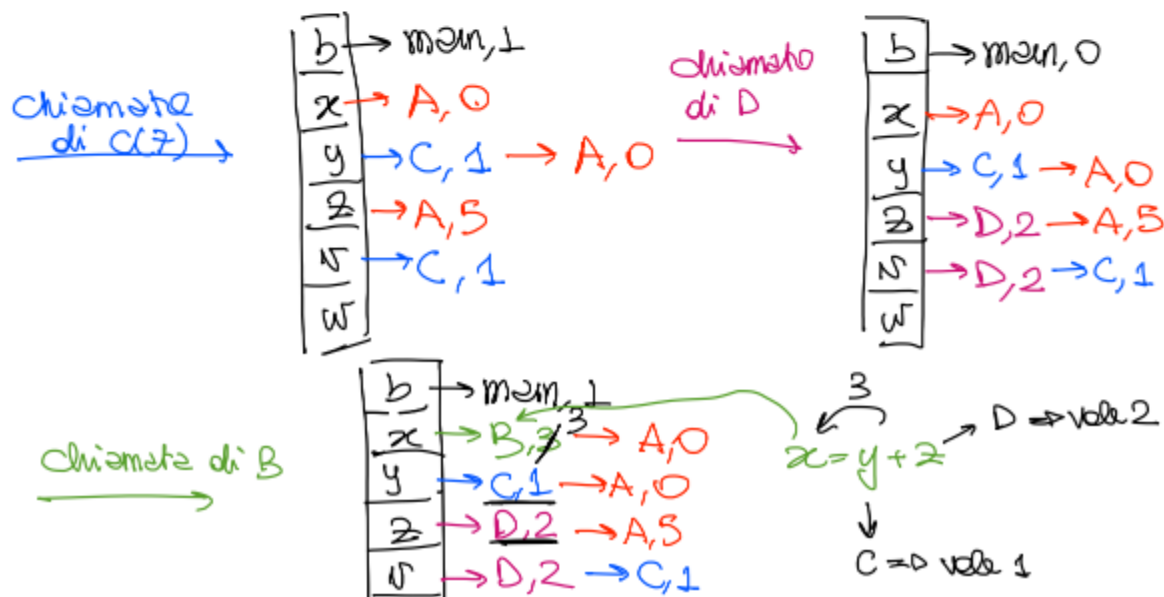 chiamata di C(Z)
b → main, 1
x → A, 0
y → C, 1 → A, 0
z → A, 5
v → C, 1
w
chiamata di D
b → main, 0
x → A, 0
y → C, 1 → A, 0
z → D, 2 → A, 5
v → D, 2 → C, 1
w
chiamata di B
b → main, 1
x → B, 3 → A, 0
y → C, 1 → A, 0
z → D, 2 → A, 5
v → D, 2 → C, 1
3
x = y + z → D ⇒ vale 2
C ⇒ vale 1